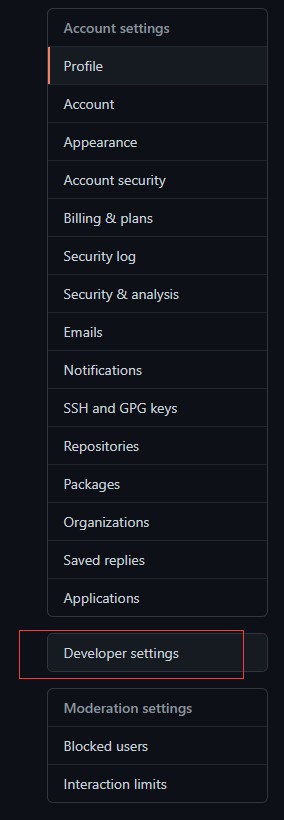 Account settings
Profile
Account
Appearance
Account security
Billing & plans
Security log
Security & analysis
Emails
Notifications
SSH and GPG keys
Repositories
Packages
Organizations
Saved replies
Applications
Developer settings
Moderation settings
Blocked users
Interaction limits